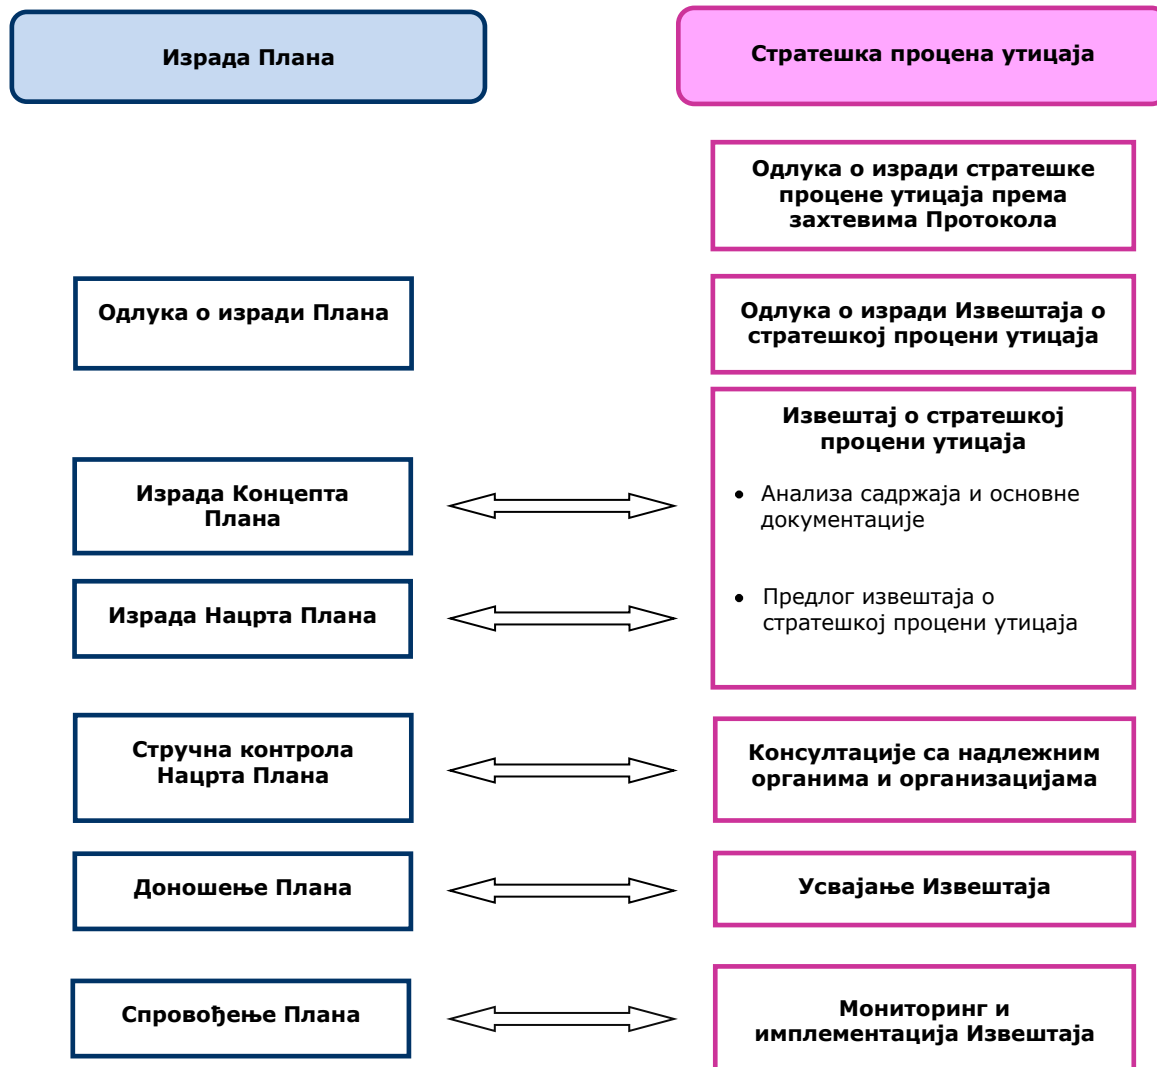 Израда Плана
Стратешка процена утицаја
Одлука о изради стратешке
процене утицаја према
захтевима Протокола
Одлука о изради Плана
Одлука о изради Извештаја о
стратешкој процени утицаја
Извештај о стратешкој
процени утицаја
Израда Концепта
Плана
• Анализа садржаја и основне
документације
Израда Нацрта Плана
• Предлог извештаја о
стратешкој процени утицаја
Стручна контрола
Нацрта Плана
Консултације са надлежним
органима и организацијама
Доношење Плана
Усвајање Извештаја
Спровођење Плана
Мониторинг и
имплементација Извештаја